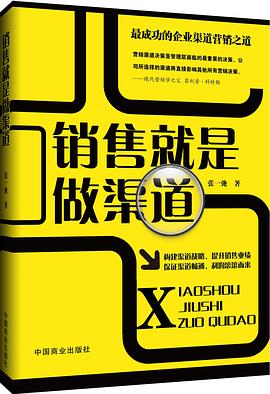 最成功的企业渠道营销之道
营销渠道决策是管理层面临的最重要的决策。公
司所选择的渠道将直接影响其他所有营销决策。
——现代营销学之父 菲利普·科特勒
销售就是
做渠道
张一驰 著
构建渠道战略，提升销售业绩
保证渠道畅通，利润滚滚而来
XIAOSHOU
JIUSHI
ZUO QUDAO
中国商业出版社
销售就是做渠道